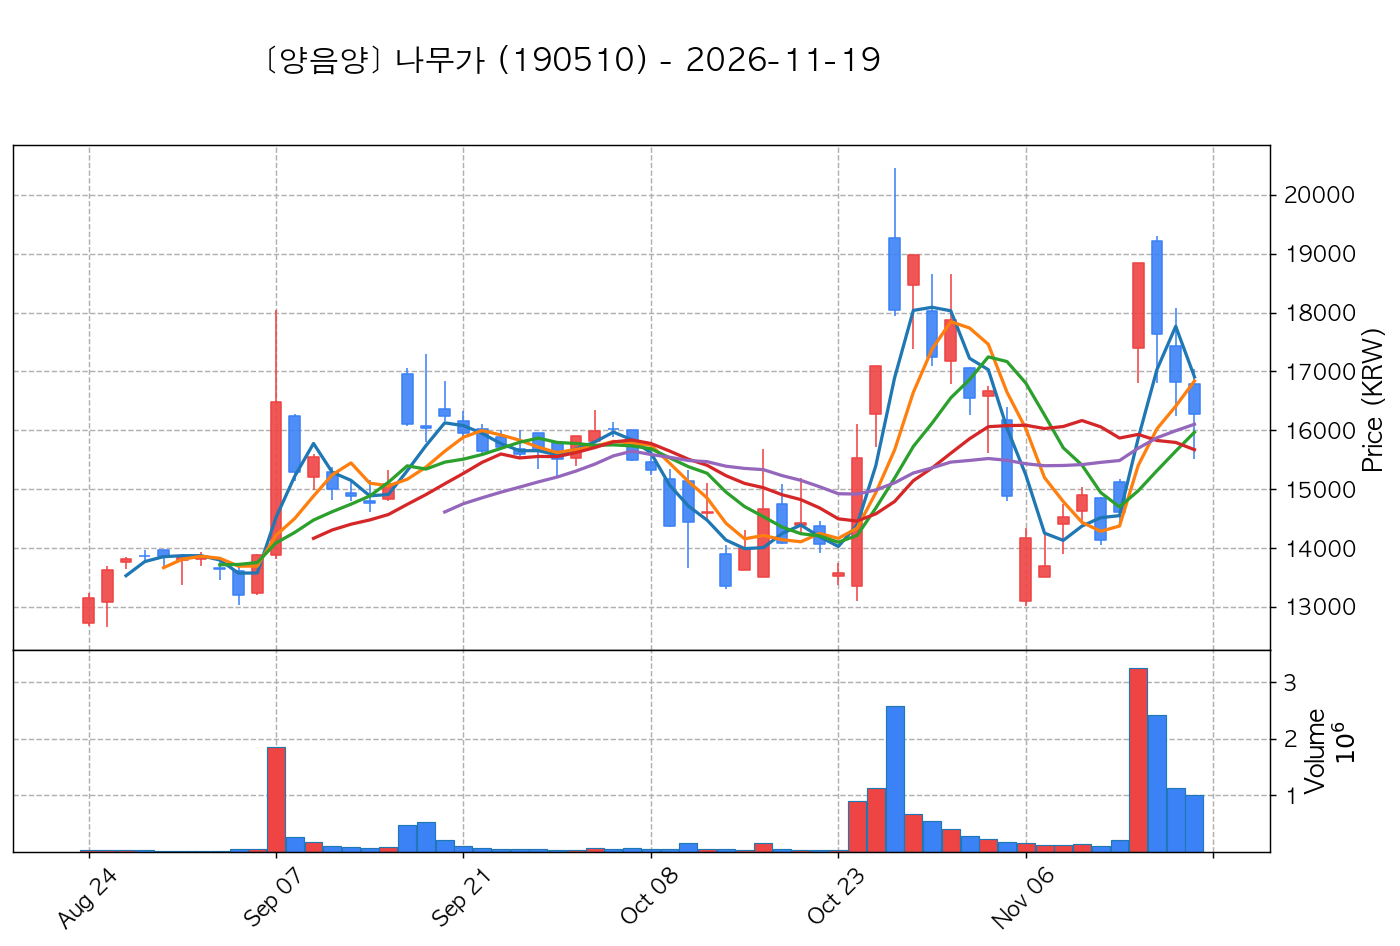 [양음양] 나무가 (190510) - 2026-11-19
20000
19000
18000
17000
16000
15000
14000
13000
Price (KRW)
3
2
1
Volume
10^6
Aug 24
Sep 07
Sep 21
Oct 08
Oct 23
Nov 06